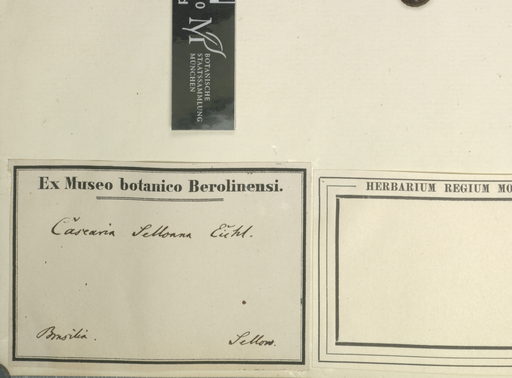 BOTANISCHE
STAATSSAMMLUNG
MÜNCHEN
Ex Museo botanico Berolinensi.
Casearia Selloana Eichl.
Brasilia.
Sellow.
HERBARIUM REGIUM MO